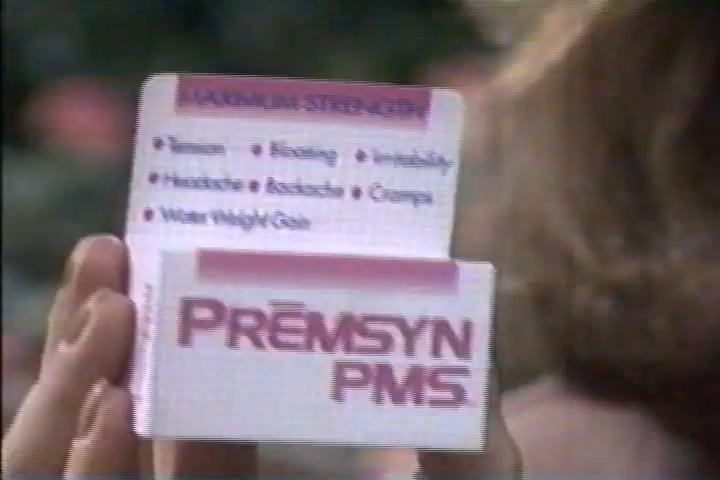 MAXIMUM STRENGTH
• Tension • Bloating • Irritability
• Headache • Backache • Cramps
• Water Weight Gain
PRĒMSYN
PMS